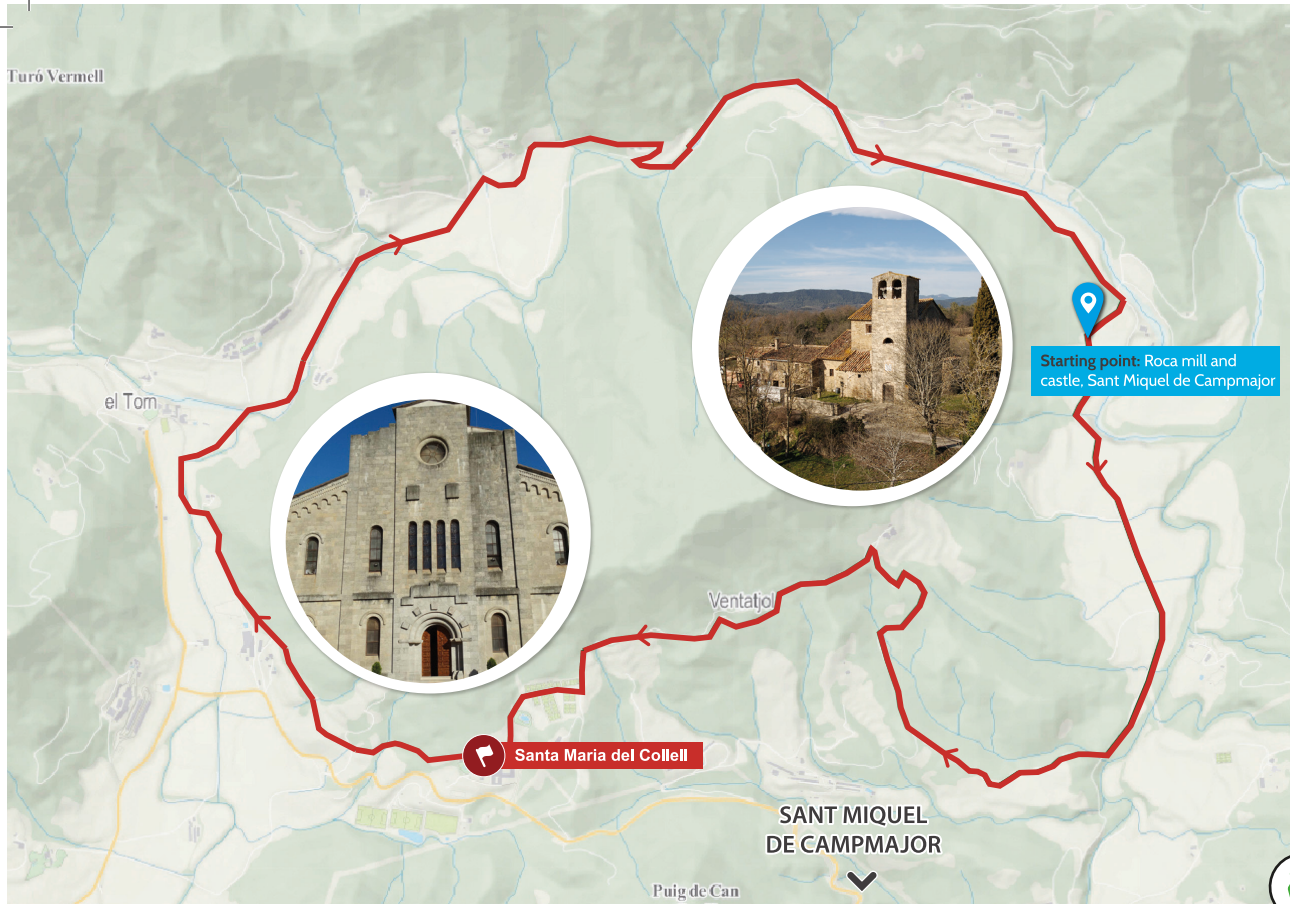 Turó Vermell
Starting point: Roca mill and
castle, Sant Miquel de Campmajor
el Torn
Ventatjol
Santa Maria del Collell
SANT MIQUEL
DE CAMPMAJOR
Puig de Can